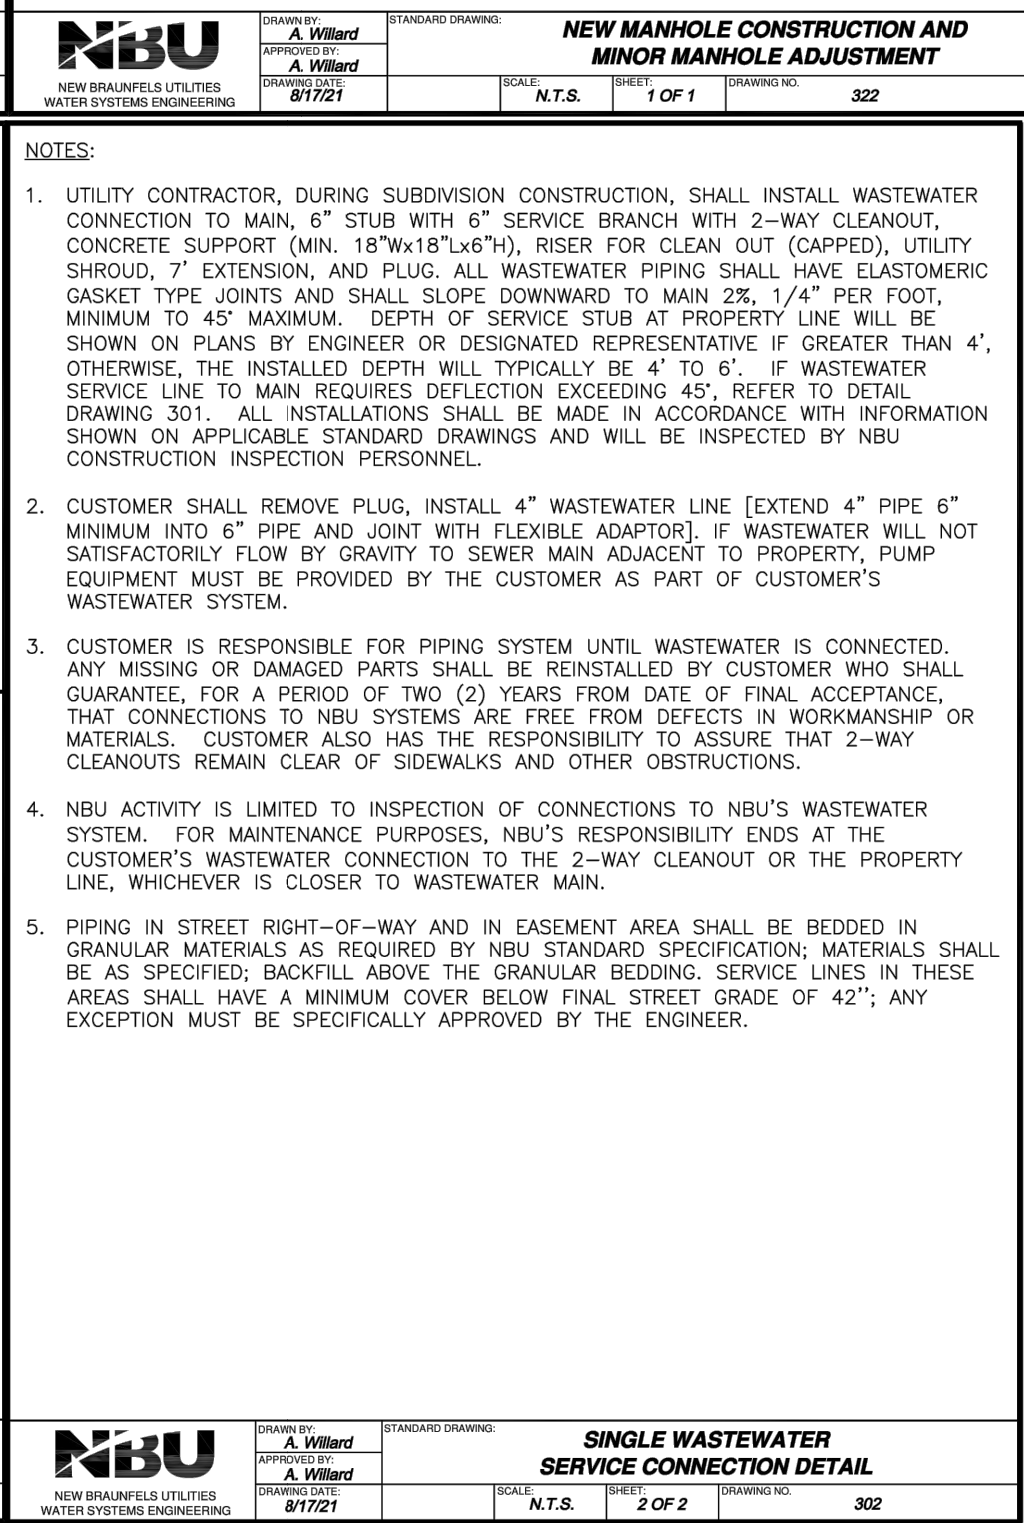 NBU
NEW BRAUNFELS UTILITIES
WATER SYSTEMS ENGINEERING
DRAWN BY:
A. Willard
APPROVED BY:
A. Willard
DRAWING DATE:
8/17/21
STANDARD DRAWING:
NEW MANHOLE CONSTRUCTION AND
MINOR MANHOLE ADJUSTMENT
SCALE:
N.T.S.
SHEET:
1 OF 1
DRAWING NO.
322
NOTES:
1. UTILITY CONTRACTOR, DURING SUBDIVISION CONSTRUCTION, SHALL INSTALL WASTEWATER
CONNECTION TO MAIN, 6" STUB WITH 6" SERVICE BRANCH WITH 2-WAY CLEANOUT,
CONCRETE SUPPORT (MIN. 18"Wx18"Lx6"H), RISER FOR CLEAN OUT (CAPPED), UTILITY
SHROUD, 7' EXTENSION, AND PLUG. ALL WASTEWATER PIPING SHALL HAVE ELASTOMERIC
GASKET TYPE JOINTS AND SHALL SLOPE DOWNWARD TO MAIN 2%, 1/4" PER FOOT,
MINIMUM TO 45° MAXIMUM. DEPTH OF SERVICE STUB AT PROPERTY LINE WILL BE
SHOWN ON PLANS BY ENGINEER OR DESIGNATED REPRESENTATIVE IF GREATER THAN 4',
OTHERWISE, THE INSTALLED DEPTH WILL TYPICALLY BE 4' TO 6'. IF WASTEWATER
SERVICE LINE TO MAIN REQUIRES DEFLECTION EXCEEDING 45°, REFER TO DETAIL
DRAWING 301. ALL INSTALLATIONS SHALL BE MADE IN ACCORDANCE WITH INFORMATION
SHOWN ON APPLICABLE STANDARD DRAWINGS AND WILL BE INSPECTED BY NBU
CONSTRUCTION INSPECTION PERSONNEL.
2. CUSTOMER SHALL REMOVE PLUG, INSTALL 4" WASTEWATER LINE [EXTEND 4" PIPE 6"
MINIMUM INTO 6" PIPE AND JOINT WITH FLEXIBLE ADAPTOR]. IF WASTEWATER WILL NOT
SATISFACTORILY FLOW BY GRAVITY TO SEWER MAIN ADJACENT TO PROPERTY, PUMP
EQUIPMENT MUST BE PROVIDED BY THE CUSTOMER AS PART OF CUSTOMER'S
WASTEWATER SYSTEM.
3. CUSTOMER IS RESPONSIBLE FOR PIPING SYSTEM UNTIL WASTEWATER IS CONNECTED.
ANY MISSING OR DAMAGED PARTS SHALL BE REINSTALLED BY CUSTOMER WHO SHALL
GUARANTEE, FOR A PERIOD OF TWO (2) YEARS FROM DATE OF FINAL ACCEPTANCE,
THAT CONNECTIONS TO NBU SYSTEMS ARE FREE FROM DEFECTS IN WORKMANSHIP OR
MATERIALS. CUSTOMER ALSO HAS THE RESPONSIBILITY TO ASSURE THAT 2-WAY
CLEANOUTS REMAIN CLEAR OF SIDEWALKS AND OTHER OBSTRUCTIONS.
4. NBU ACTIVITY IS LIMITED TO INSPECTION OF CONNECTIONS TO NBU'S WASTEWATER
SYSTEM. FOR MAINTENANCE PURPOSES, NBU'S RESPONSIBILITY ENDS AT THE
CUSTOMER'S WASTEWATER CONNECTION TO THE 2-WAY CLEANOUT OR THE PROPERTY
LINE, WHICHEVER IS CLOSER TO WASTEWATER MAIN.
5. PIPING IN STREET RIGHT-OF-WAY AND IN EASEMENT AREA SHALL BE BEDDED IN
GRANULAR MATERIALS AS REQUIRED BY NBU STANDARD SPECIFICATION; MATERIALS SHALL
BE AS SPECIFIED; BACKFILL ABOVE THE GRANULAR BEDDING. SERVICE LINES IN THESE
AREAS SHALL HAVE A MINIMUM COVER BELOW FINAL STREET GRADE OF 42''; ANY
EXCEPTION MUST BE SPECIFICALLY APPROVED BY THE ENGINEER.
NBU
NEW BRAUNFELS UTILITIES
WATER SYSTEMS ENGINEERING
DRAWN BY:
A. Willard
APPROVED BY:
A. Willard
DRAWING DATE:
8/17/21
STANDARD DRAWING:
SINGLE WASTEWATER
SERVICE CONNECTION DETAIL
SCALE:
N.T.S.
SHEET:
2 OF 2
DRAWING NO.
302